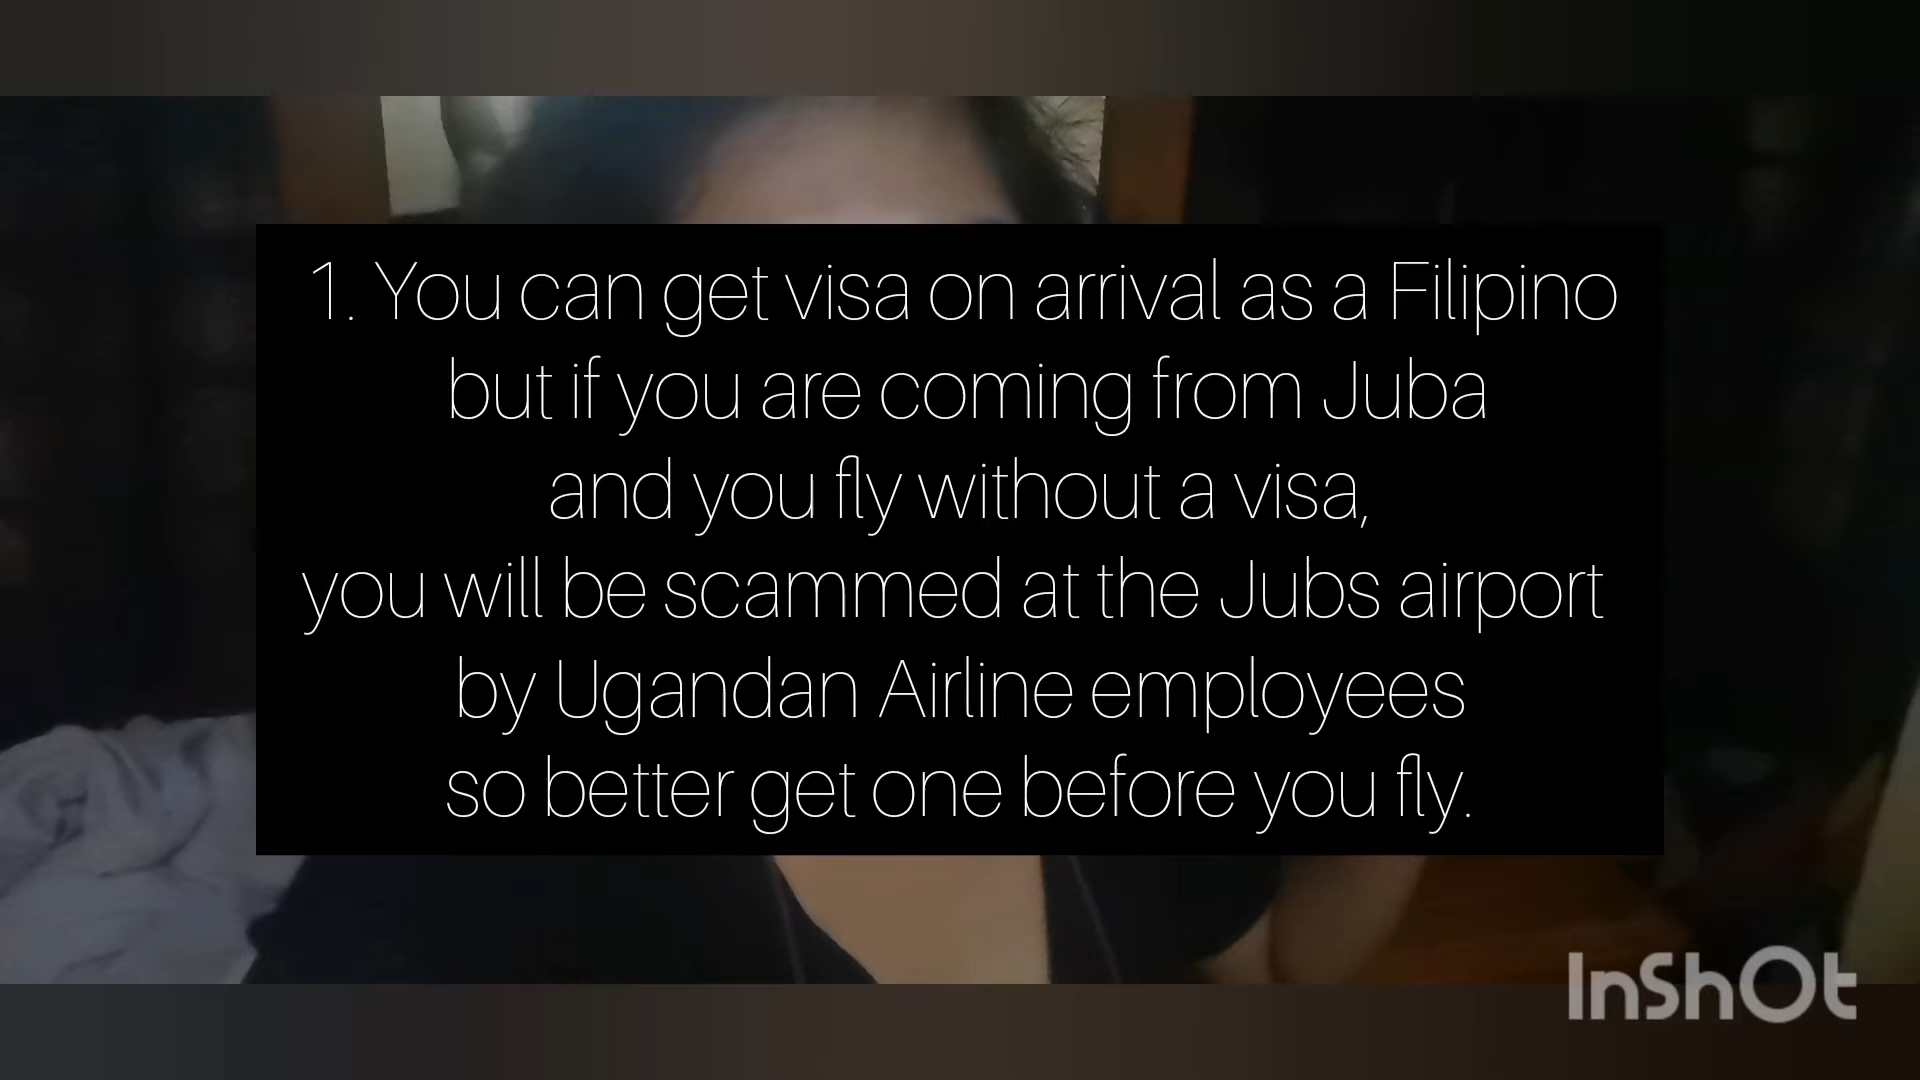 1. You can get visa on arrival as a Filipino
but if you are coming from Juba
and you fly without a visa,
you will be scammed at the Jubs airport
by Ugandan Airline employees
so better get one before you fly.
InShOt